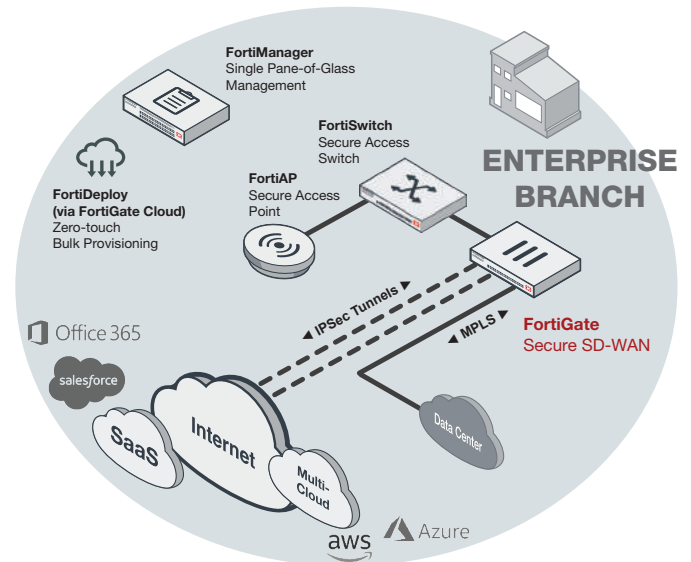 FortiManager
Single Pane-of-Glass
Management
FortiSwitch
Secure Access
Switch
ENTERPRISE
BRANCH
FortiDeploy
(via FortiGate Cloud)
Zero-touch
Bulk Provisioning
FortiAP
Secure Access
Point
◄ IPSec Tunnels ►
◄ MPLS ►
FortiGate
Secure SD-WAN
Office 365
salesforce
SaaS
Internet
Multi-
Cloud
Data Center
aws
Azure